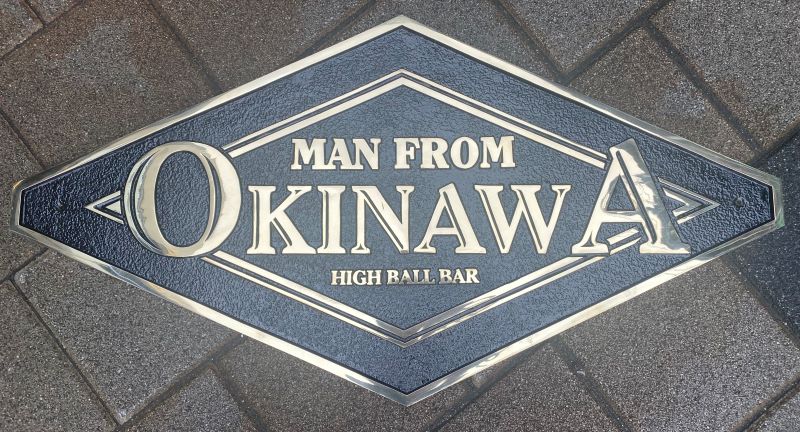 MAN FROM
OKINAWA
HIGH BALL BAR